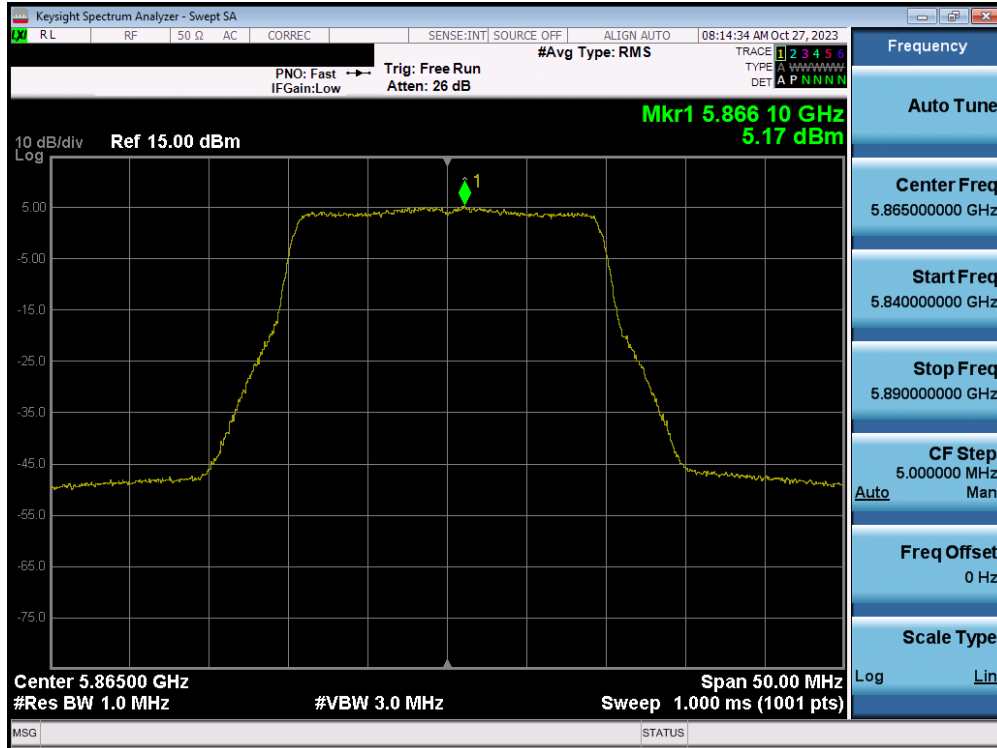 Keysight Spectrum Analyzer - Swept SA
LXI RL RF 50 Ω AC CORREC SENSE:INT SOURCE OFF ALIGN AUTO 08:14:34 AM Oct 27, 2023
#Avg Type: RMS
TRACE 1 2 3 4 5 6
TYPE A WWWWW
DET A P N N N N
PNO: Fast
IFGain:Low
Trig: Free Run
Atten: 26 dB
Mkr1 5.866 10 GHz
5.17 dBm
10 dB/div Ref 15.00 dBm
Log
1
5.00
-5.00
-15.0
-25.0
-35.0
-45.0
-55.0
-65.0
-75.0
Center 5.86500 GHz
#Res BW 1.0 MHz
#VBW 3.0 MHz
Span 50.00 MHz
Sweep 1.000 ms (1001 pts)
MSG
STATUS
Frequency
Auto Tune
Center Freq
5.865000000 GHz
Start Freq
5.840000000 GHz
Stop Freq
5.890000000 GHz
CF Step
5.000000 MHz
Auto Man
Freq Offset
0 Hz
Scale Type
Log Lin